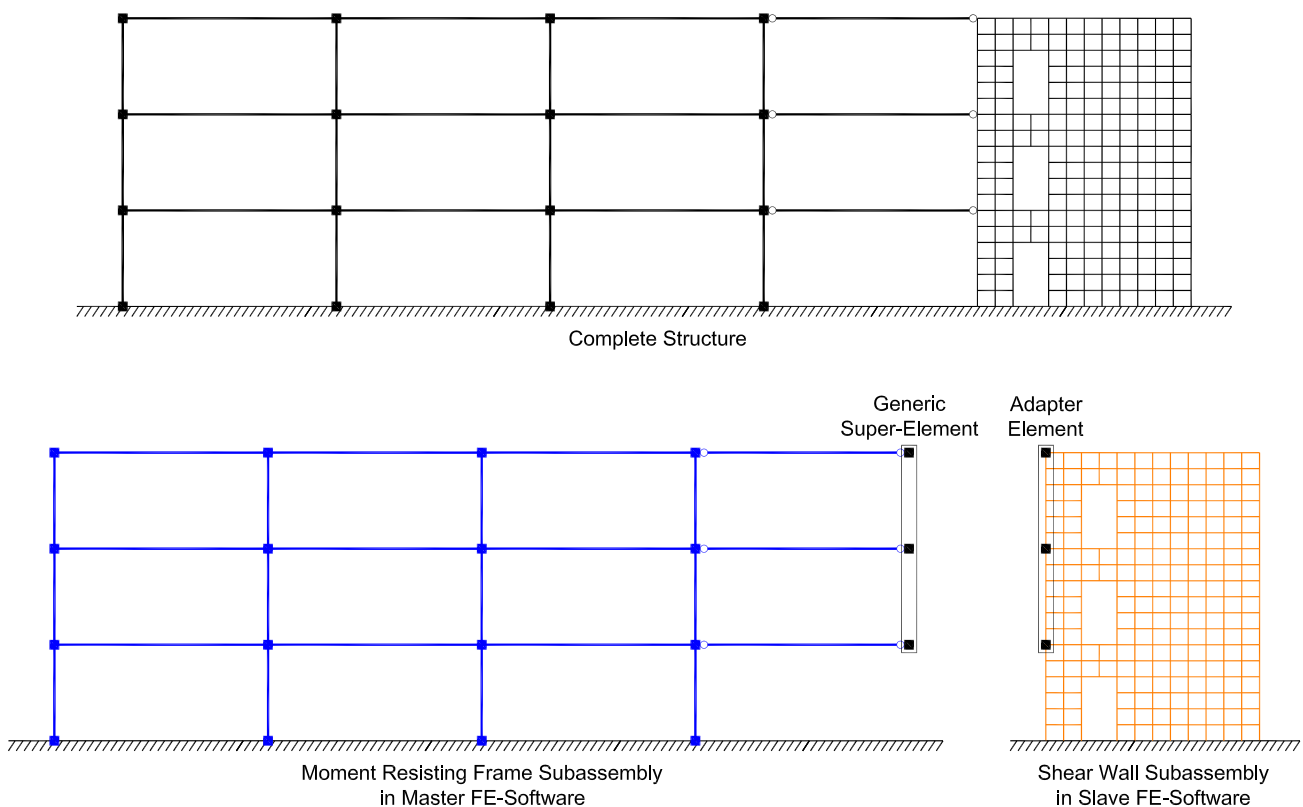 Complete Structure
Generic
Super-Element
Adapter
Element
Moment Resisting Frame Subassembly
in Master FE-Software
Shear Wall Subassembly
in Slave FE-Software